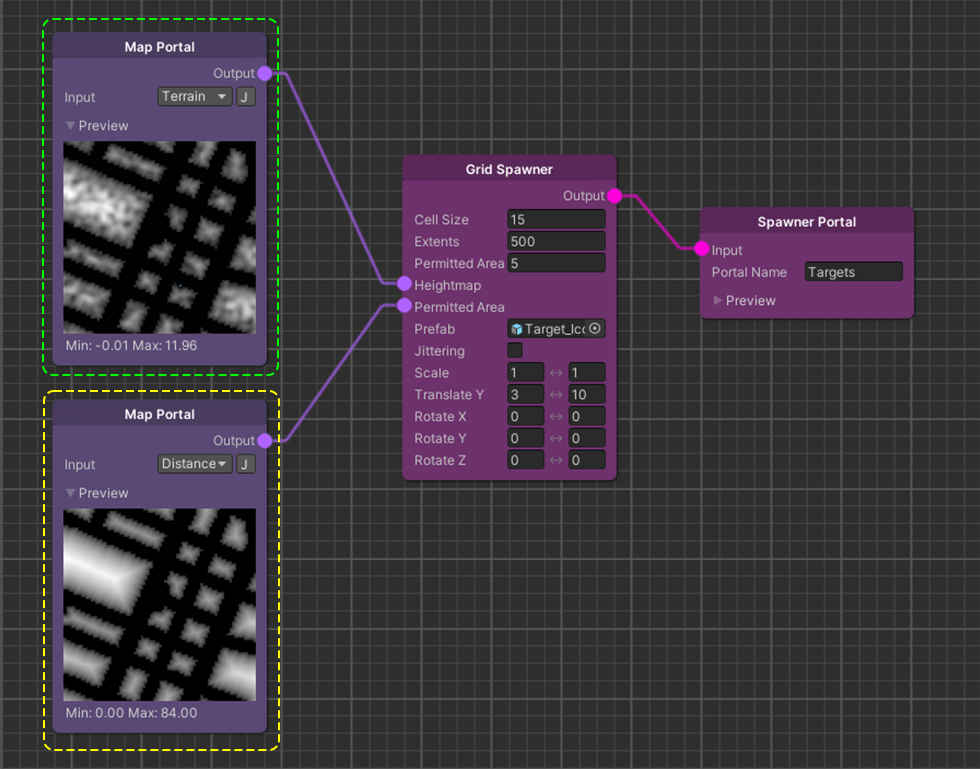 Map Portal
Output
Input Terrain J
Preview
Min: -0.01 Max: 11.96
Map Portal
Output
Input Distance J
Preview
Min: 0.00 Max: 84.00
Grid Spawner
Output
Cell Size 15
Extents 500
Permitted Area 5
Heightmap
Permitted Area
Prefab Target_Icc
Jittering
Scale 1 ↔ 1
Translate Y 3 ↔ 10
Rotate X 0 ↔ 0
Rotate Y 0 ↔ 0
Rotate Z 0 ↔ 0
Spawner Portal
Input
Portal Name Targets
Preview